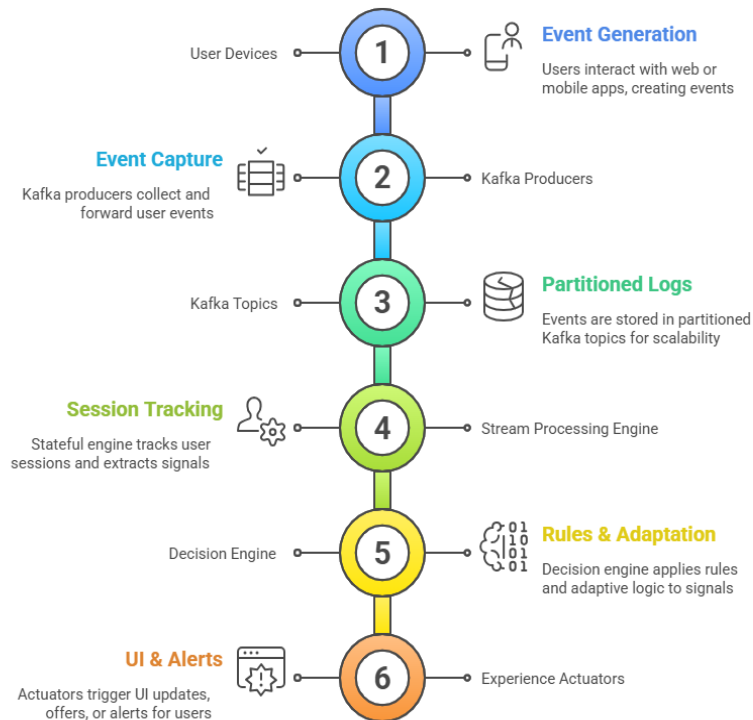 User Devices
1
Event Generation
Users interact with web or
mobile apps, creating events
Event Capture
Kafka producers collect and
forward user events
2
Kafka Producers
Kafka Topics
3
Partitioned Logs
Events are stored in partitioned
Kafka topics for scalability
Session Tracking
Stateful engine tracks user
sessions and extracts signals
4
Stream Processing Engine
Decision Engine
5
01
10
01
01
Rules & Adaptation
Decision engine applies rules
and adaptive logic to signals
UI & Alerts
Actuators trigger UI updates,
offers, or alerts for users
6
Experience Actuators